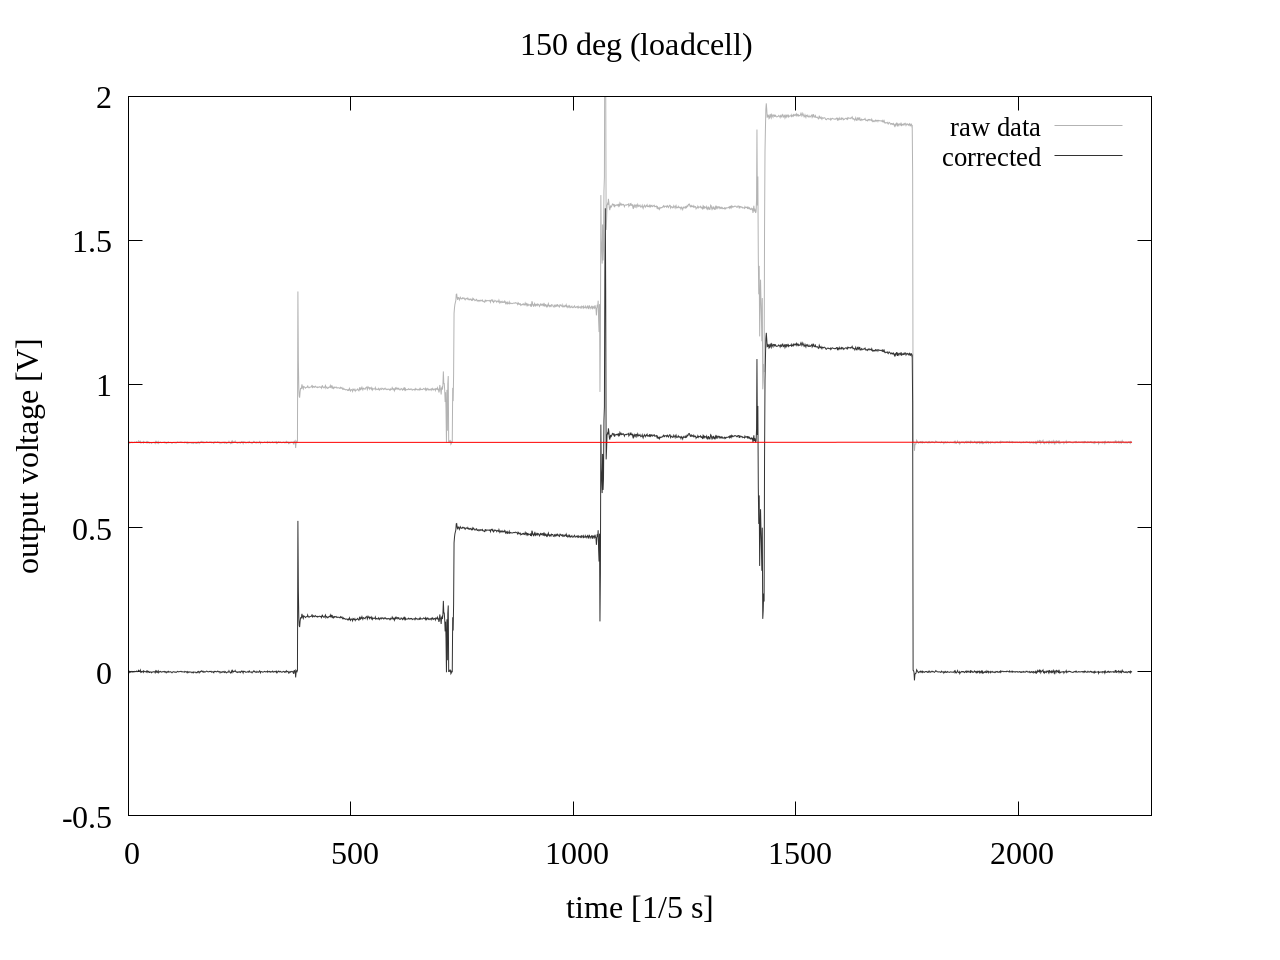 150 deg (loadcell)
2
1.5
1
0.5
0
-0.5
output voltage [V]
raw data
corrected
0 500 1000 1500 2000
time [1/5 s]